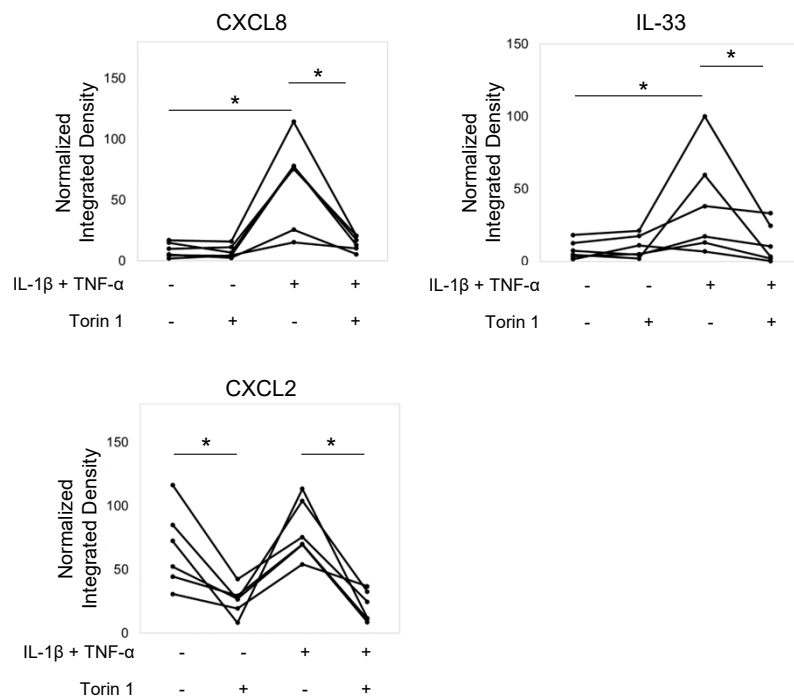 CXCL8
*
*
150
100
50
0
Normalized
Integrated Density
IL-1β + TNF-α - - + +
Torin 1 - + - +
IL-33
*
*
150
100
50
0
Normalized
Integrated Density
IL-1β + TNF-α - - + +
Torin 1 - + - +
CXCL2
* *
150
100
50
0
Normalized
Integrated Density
IL-1β + TNF-α - - + +
Torin 1 - + - +